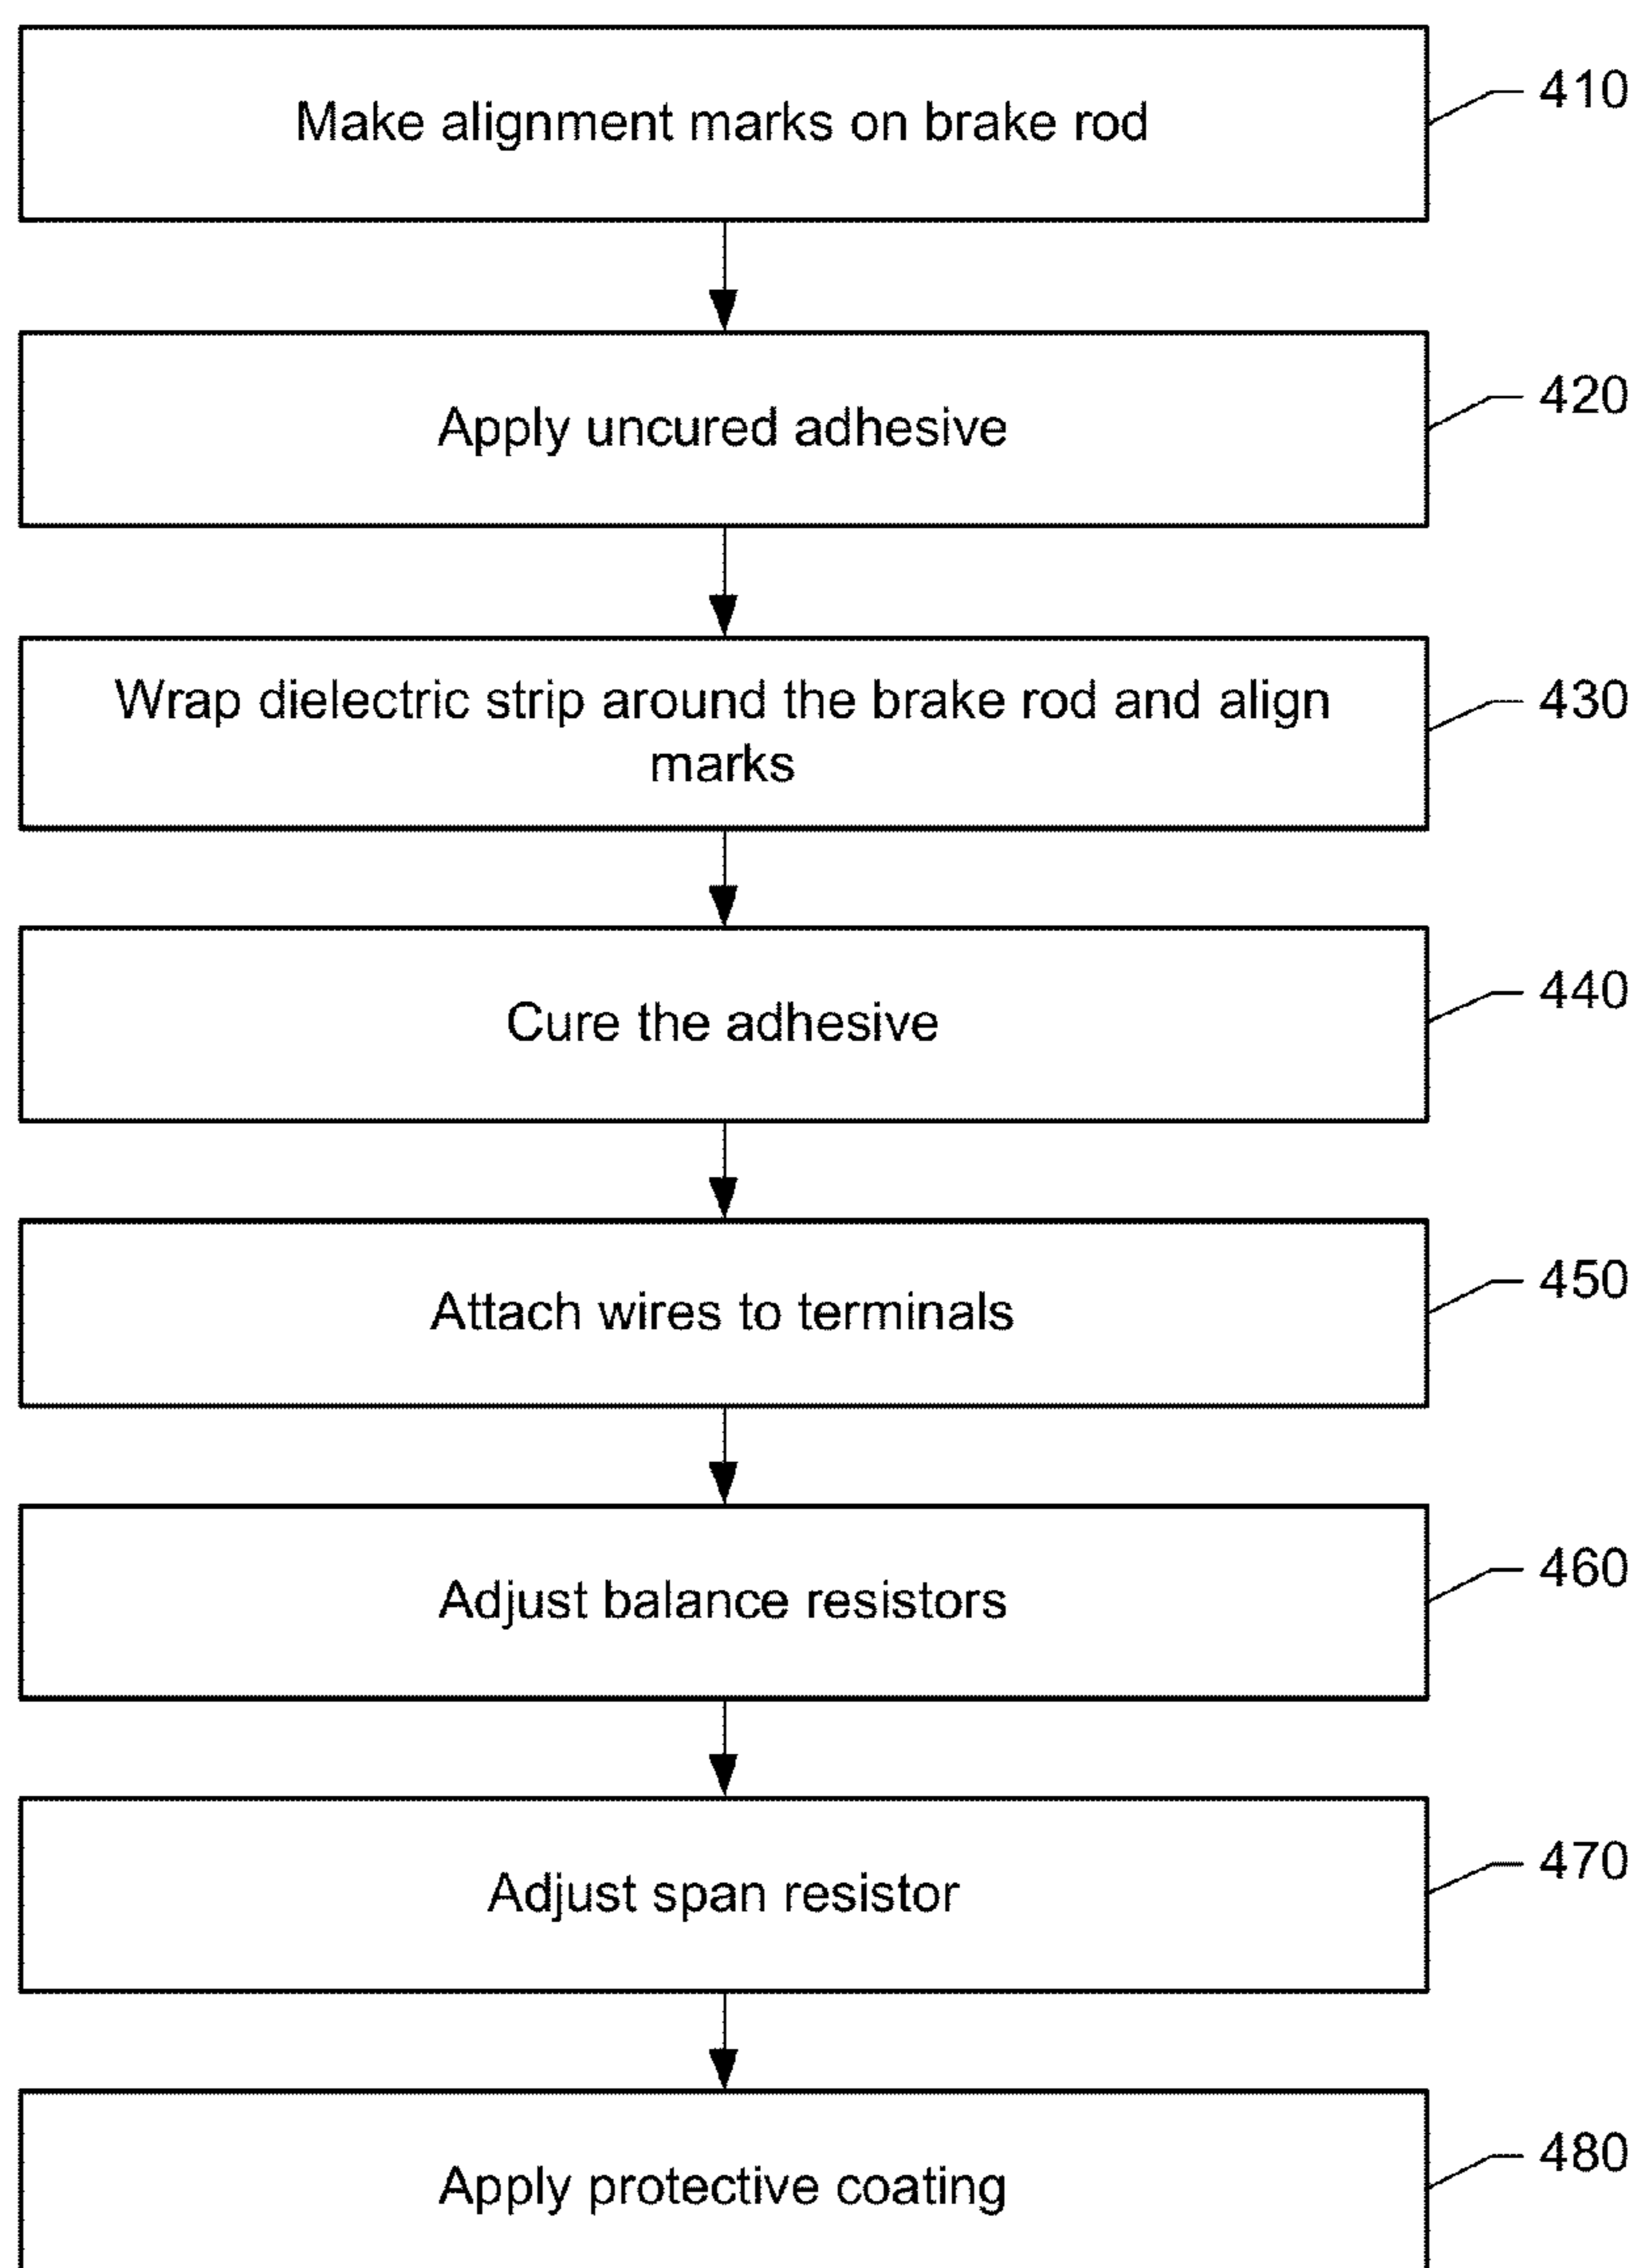 Make alignment marks on brake rod
410
Apply uncured adhesive
420
Wrap dielectric strip around the brake rod and align
marks
430
Cure the adhesive
440
Attach wires to terminals
450
Adjust balance resistors
460
Adjust span resistor
470
Apply protective coating
480